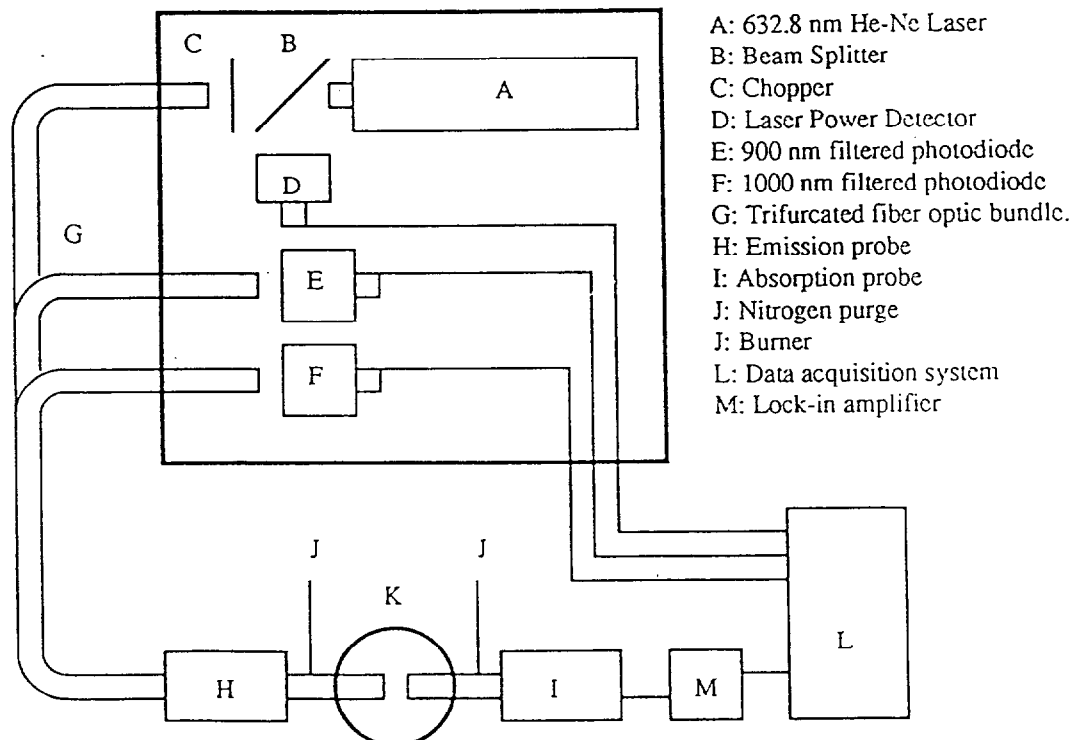 A: 632.8 nm He-Ne Laser
B: Beam Splitter
C: Chopper
D: Laser Power Detector
E: 900 nm filtered photodiode
F: 1000 nm filtered photodiode
G: Trifurcated fiber optic bundle.
H: Emission probe
I: Absorption probe
J: Nitrogen purge
J: Burner
L: Data acquisition system
M: Lock-in amplifier
C B
A
D
G
E
F
J J
K
L
H I M